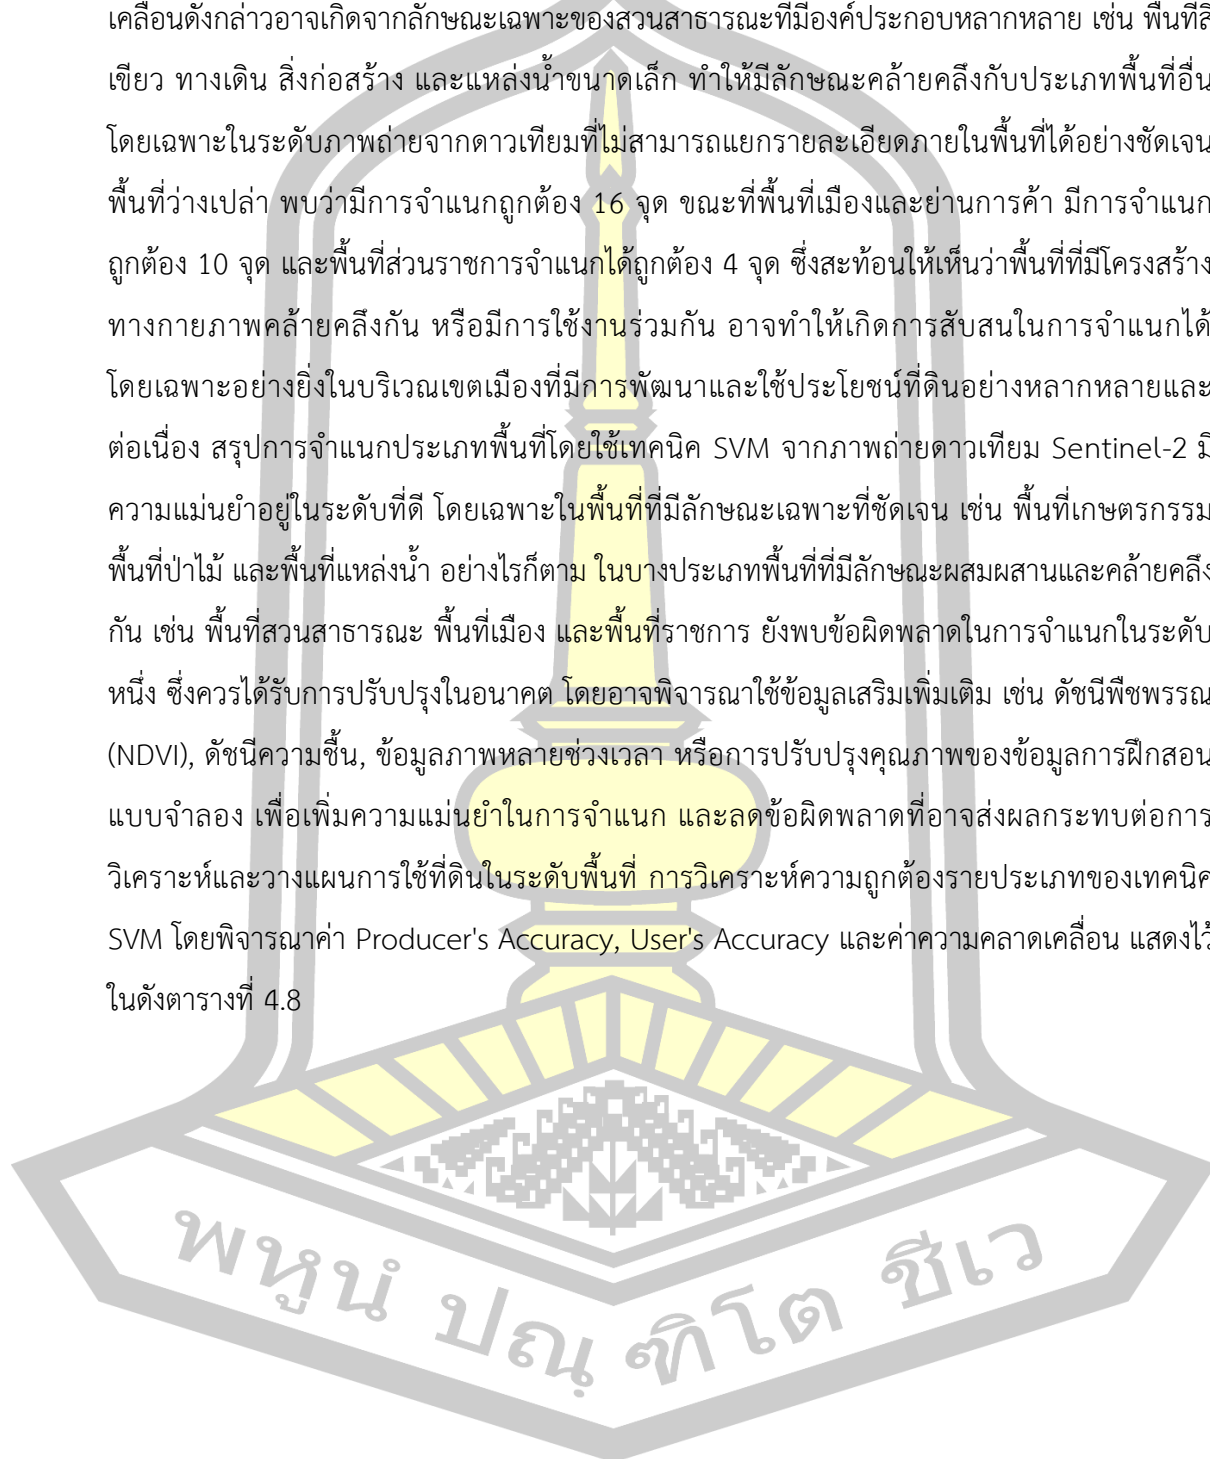 เคลื่อนดังกล่าวอาจเกิดจากลักษณะเฉพาะของสวนสาธารณะที่มีองค์ประกอบหลากหลาย เช่น พื้นที่สี
เขียว ทางเดิน สิ่งก่อสร้าง และแหล่งน้ำขนาดเล็ก ทำให้มีลักษณะคล้ายคลึงกับประเภทพื้นที่อื่น
โดยเฉพาะในระดับภาพถ่ายจากดาวเทียมที่ไม่สามารถแยกรายละเอียดภายในพื้นที่ได้อย่างชัดเจน
พื้นที่ว่างเปล่า พบว่ามีการจำแนกถูกต้อง 16 จุด ขณะที่พื้นที่เมืองและย่านการค้า มีการจำแนก
ถูกต้อง 10 จุด และพื้นที่ส่วนราชการจำแนกได้ถูกต้อง 4 จุด ซึ่งสะท้อนให้เห็นว่าพื้นที่ที่มีโครงสร้าง
ทางกายภาพคล้ายคลึงกัน หรือมีการใช้งานร่วมกัน อาจทำให้เกิดการสับสนในการจำแนกได้
โดยเฉพาะอย่างยิ่งในบริเวณเขตเมืองที่มีการพัฒนาและใช้ประโยชน์ที่ดินอย่างหลากหลายและ
ต่อเนื่อง สรุปการจำแนกประเภทพื้นที่โดยใช้เทคนิค SVM จากภาพถ่ายดาวเทียม Sentinel-2 มี
ความแม่นยำอยู่ในระดับที่ดี โดยเฉพาะในพื้นที่ที่มีลักษณะเฉพาะที่ชัดเจน เช่น พื้นที่เกษตรกรรม
พื้นที่ป่าไม้ และพื้นที่แหล่งน้ำ อย่างไรก็ตาม ในบางประเภทพื้นที่ที่มีลักษณะผสมผสานและคล้ายคลึง
กัน เช่น พื้นที่สวนสาธารณะ พื้นที่เมือง และพื้นที่ราชการ ยังพบข้อผิดพลาดในการจำแนกในระดับ
หนึ่ง ซึ่งควรได้รับการปรับปรุงในอนาคต โดยอาจพิจารณาใช้ข้อมูลเสริมเพิ่มเติม เช่น ดัชนีพืชพรรณ
(NDVI), ดัชนีความชื้น, ข้อมูลภาพหลายช่วงเวลา หรือการปรับปรุงคุณภาพของข้อมูลการฝึกสอน
แบบจำลอง เพื่อเพิ่มความแม่นยำในการจำแนก และลดข้อผิดพลาดที่อาจส่งผลกระทบต่อการ
วิเคราะห์และวางแผนการใช้ที่ดินในระดับพื้นที่ การวิเคราะห์ความถูกต้องรายประเภทของเทคนิค
SVM โดยพิจารณาค่า Producer's Accuracy, User's Accuracy และค่าความคลาดเคลื่อน แสดงไว้
ในดังตารางที่ 4.8
พหูนํ ปณฺฑิโต ชีเว